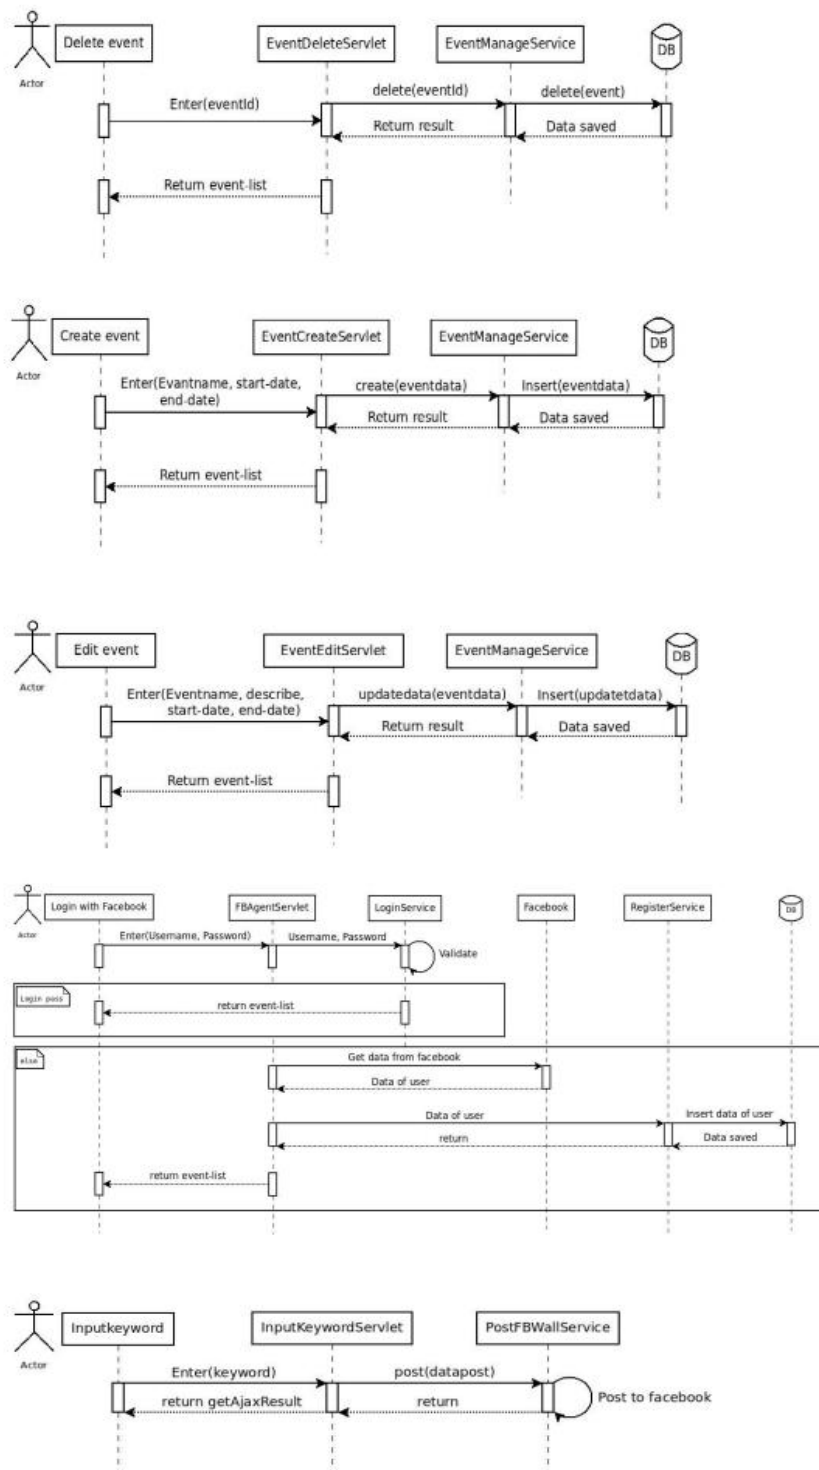 Delete event
EventDeleteServlet
EventManageService
DB
Actor
Enter(eventId)
delete(eventId)
delete(event)
Return result
Data saved
Return event-list
Create event
EventCreateServlet
EventManageService
DB
Actor
Enter(Evantname, start-date,
end-date)
create(eventdata)
Insert(eventdata)
Return result
Data saved
Return event-list
Edit event
EventEditServlet
EventManageService
DB
Actor
Enter(Eventname, describe,
start-date, end-date)
updatedata(eventdata)
Insert(updatetdata)
Return result
Data saved
Return event-list
Login with Facebook
FBAgentServlet
LoginService
Facebook
RegisterService
DB
Actor
Enter(Username, Password)
Username, Password
Validate
Login pass
return event-list
else
Get data from facebook
Data of user
Data of user
Insert data of user
return
Data saved
return event-list
Inputkeyword
InputKeywordServlet
PostFBWallService
Actor
Enter(keyword)
post(datapost)
return getAjaxResult
return
Post to facebook